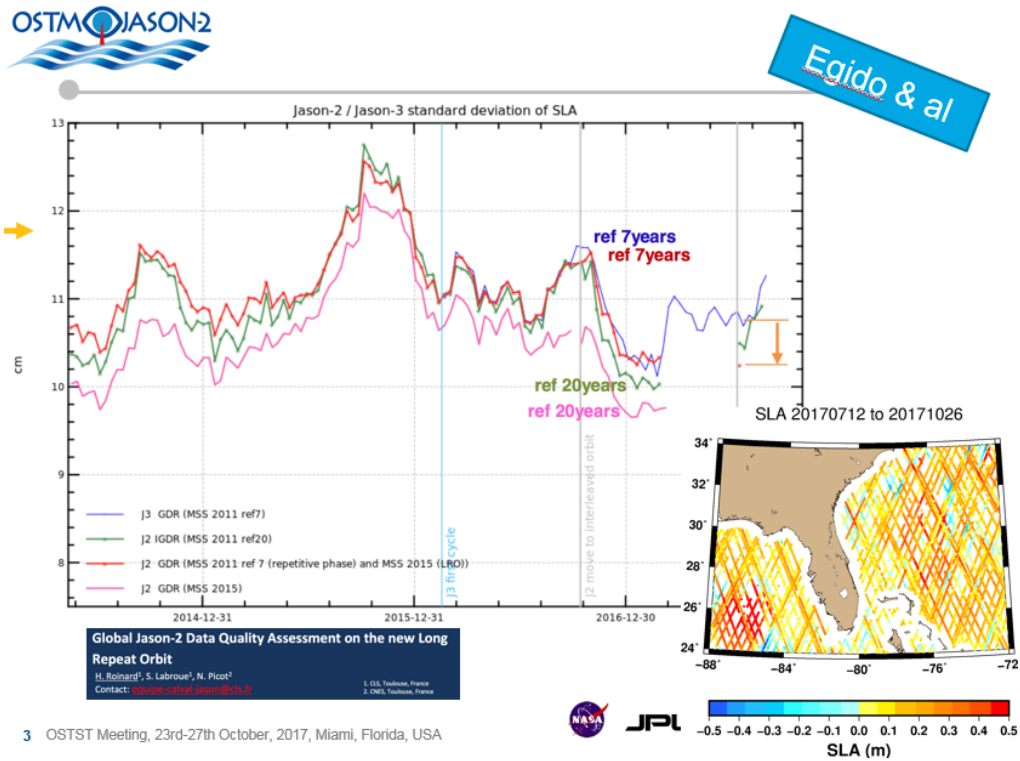 OSTM JASON-2
Egido & al
Jason-2 / Jason-3 standard deviation of SLA
13
12
11
10
9
8
cm
ref 7years
ref 7years
ref 20years
ref 20years
J3 first cycle
J2 move to interleaved orbit
J3 GDR (MSS 2011 ref7)
J2 IGDR (MSS 2011 ref20)
J2 GDR (MSS 2011 ref 7 (repetitive phase) and MSS 2015 (LRO))
J2 GDR (MSS 2015)
2014-12-31
2015-12-31
2016-12-30
SLA 20170712 to 20171026
34˚
32˚
30˚
28˚
26˚
24˚
−88˚
−84˚
−80˚
−76˚
−72
Global Jason-2 Data Quality Assessment on the new Long
Repeat Orbit
H. Roinard¹, S. Labroue¹, N. Picot²
Contact: equipe-calval-jason@cls.fr
1. CLS, Toulouse, France
2. CNES, Toulouse, France
NASA
JPL
−0.5 −0.4 −0.3 −0.2 −0.1 0.0 0.1 0.2 0.3 0.4 0.5
SLA (m)
3 OSTST Meeting, 23rd-27th October, 2017, Miami, Florida, USA